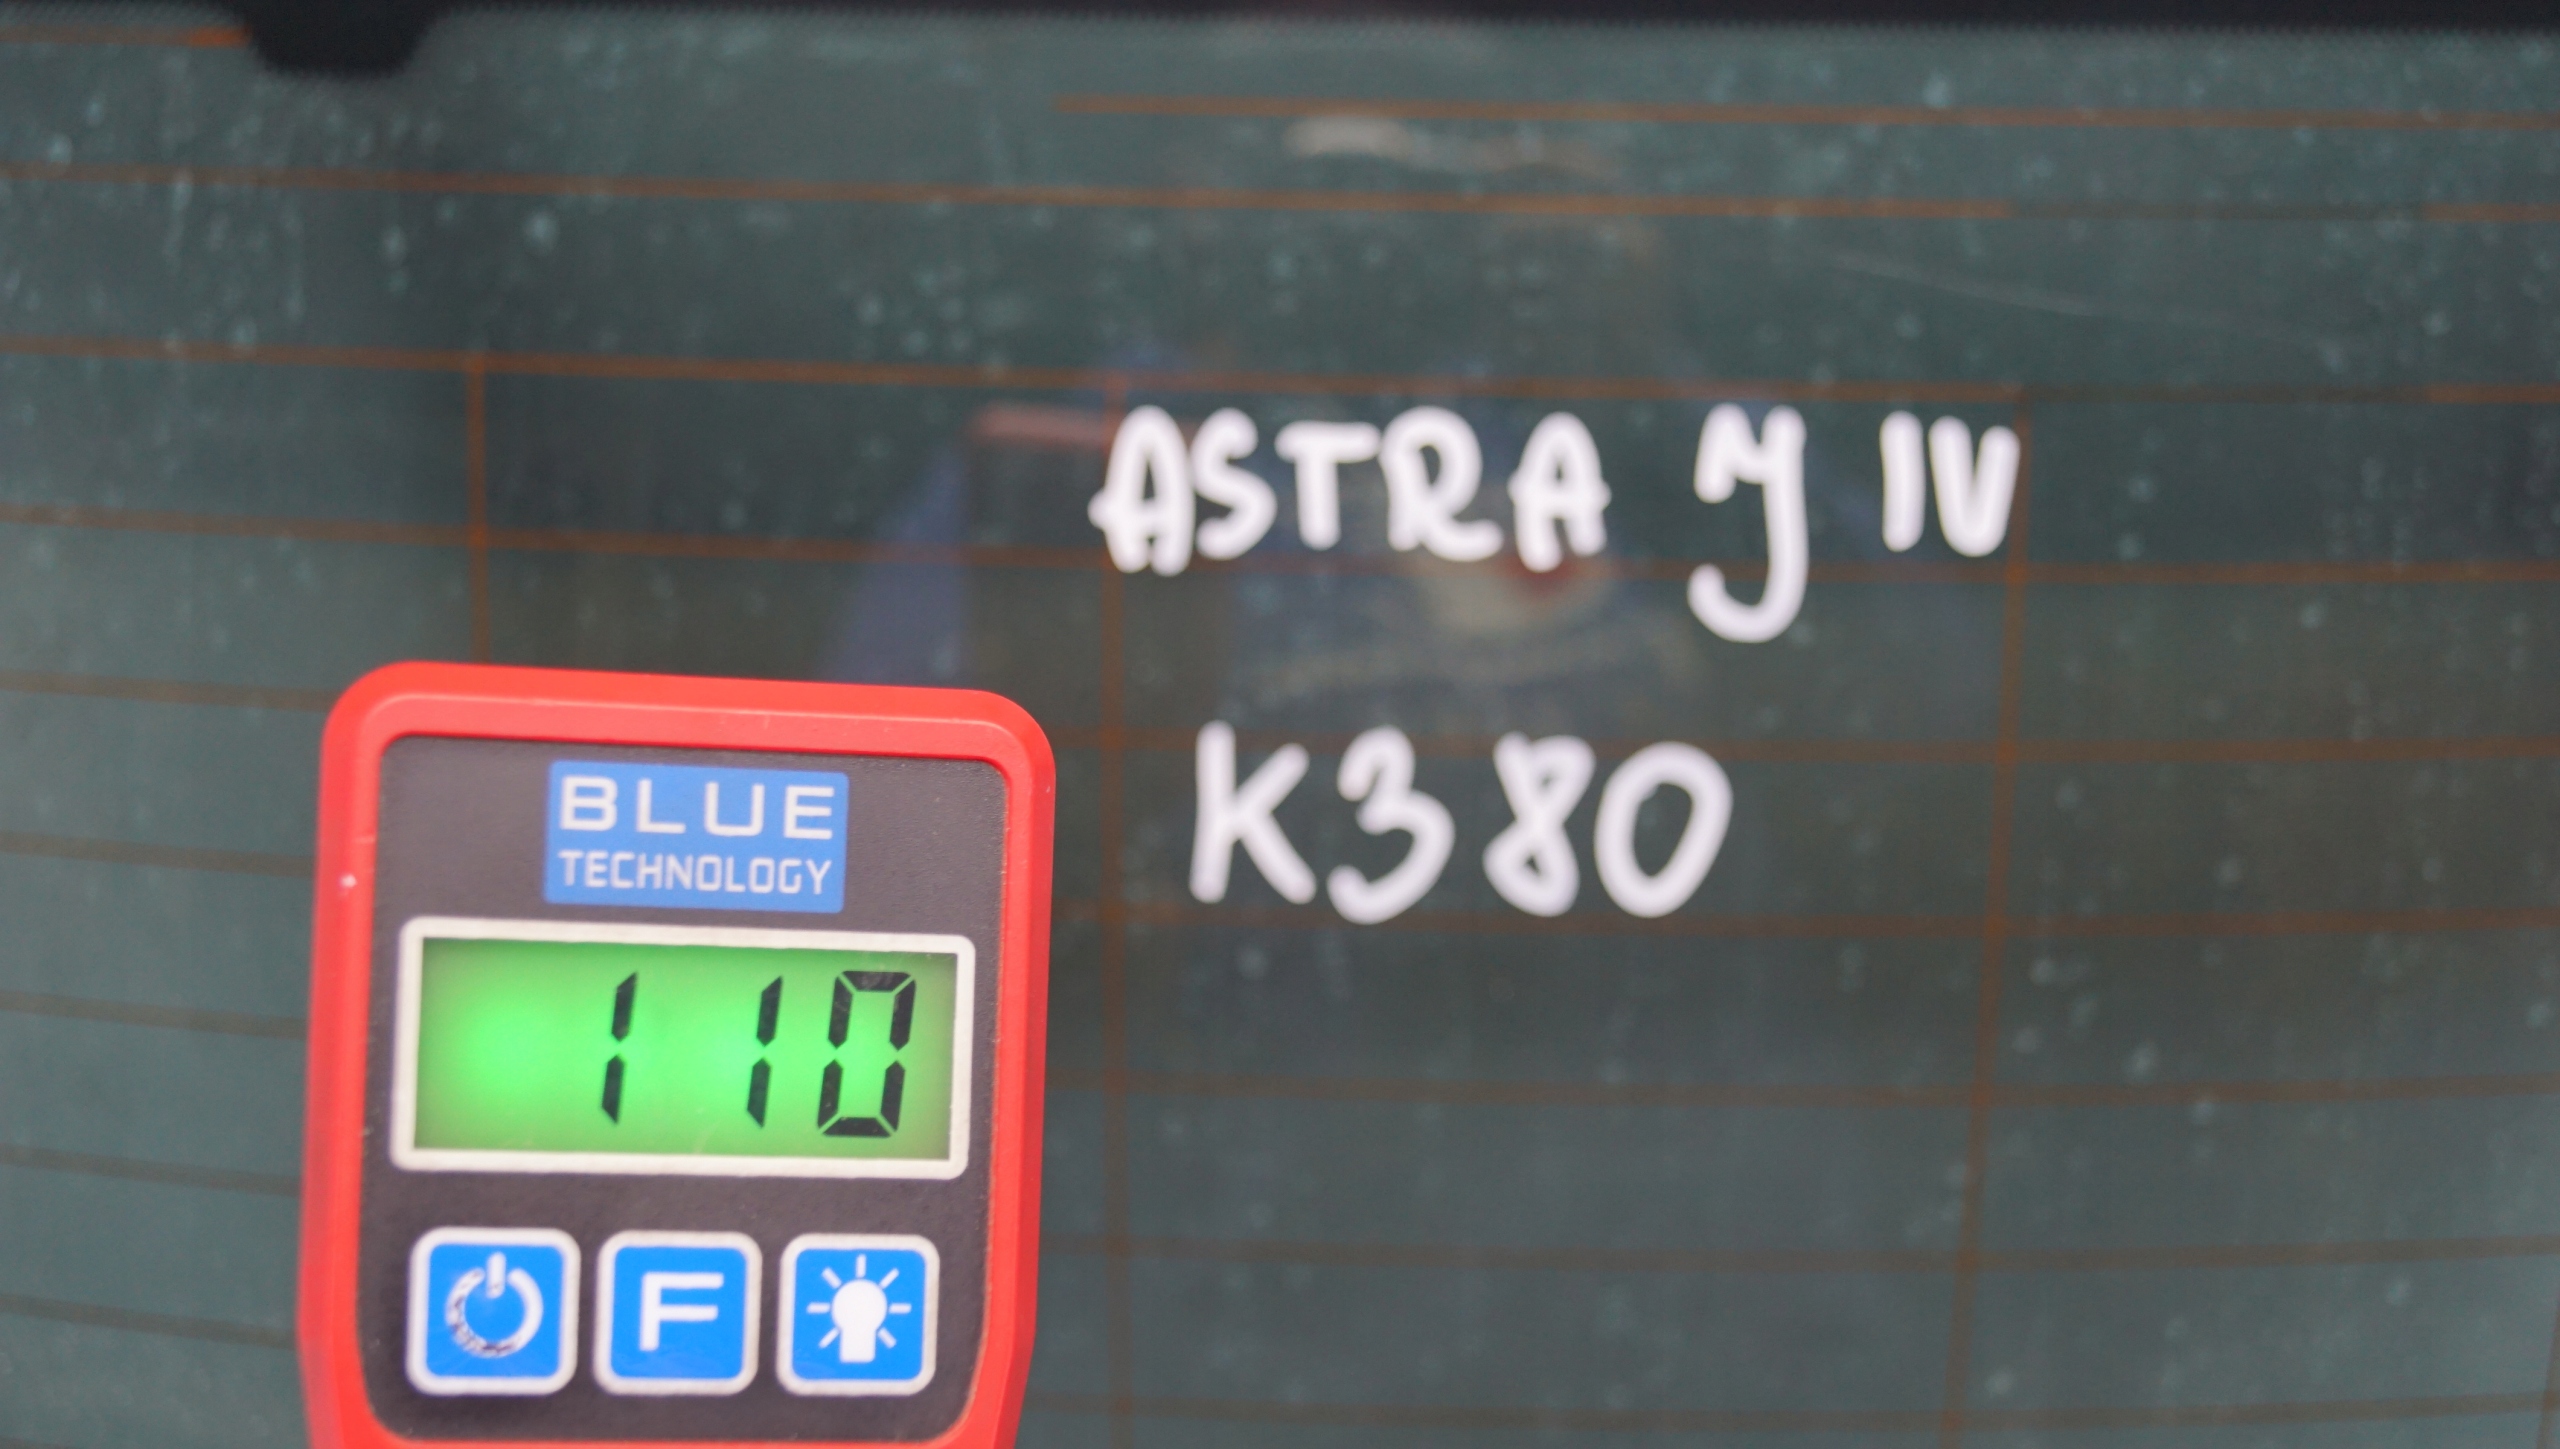 ASTRA J IV
K380
BLUE
TECHNOLOGY
110
F